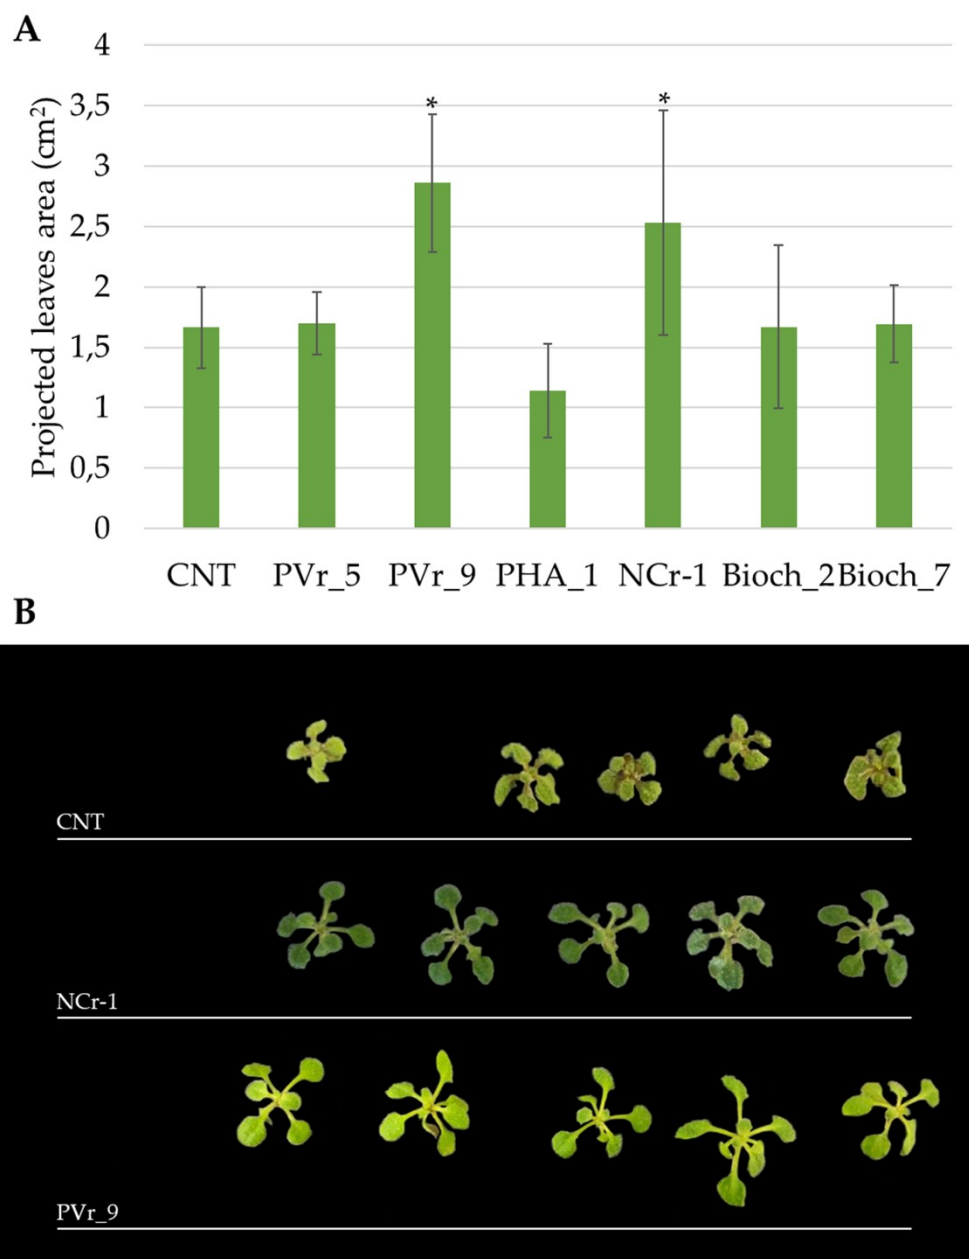 A
Projected leaves area (cm²)
4
3,5
3
2,5
2
1,5
1
0,5
0
*
*
CNT PVr_5 PVr_9 PHA_1 NCr-1 Bioch_2 Bioch_7
B
CNT
NCr-1
PVr_9